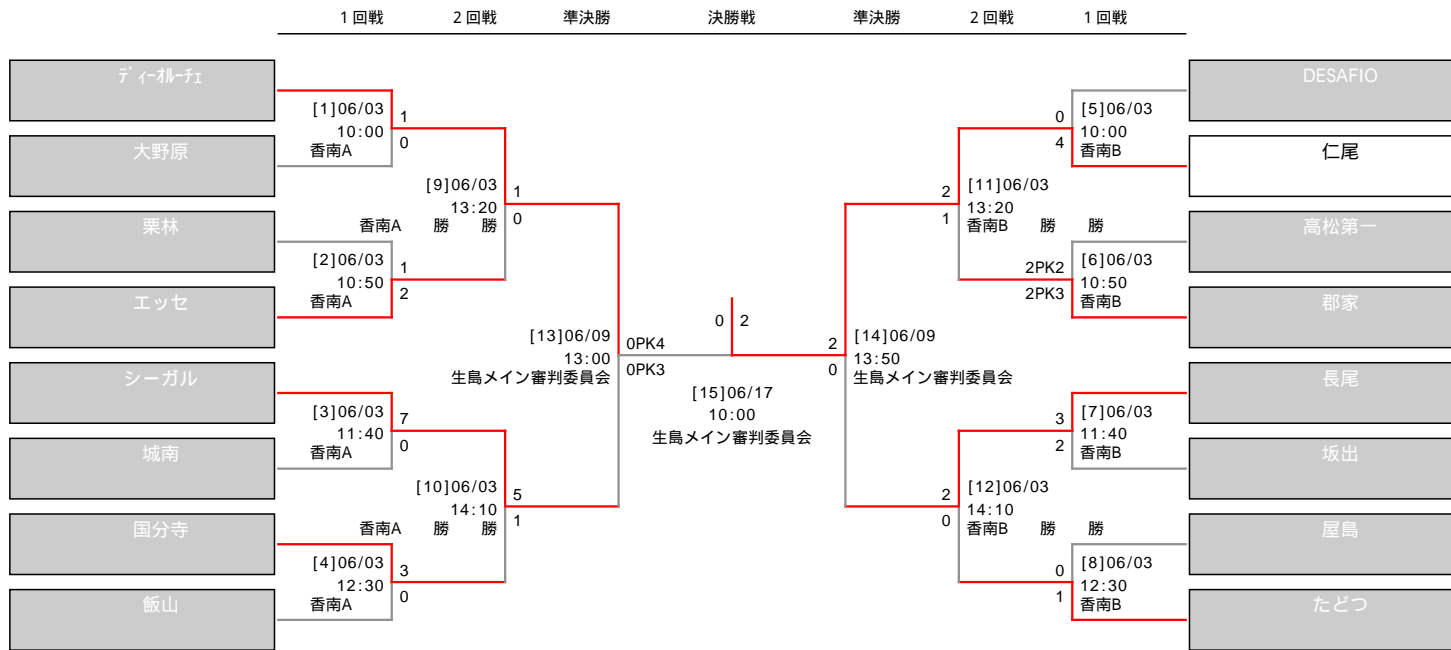 1回戦 2回戦 準決勝 決勝戦 準決勝 2回戦 1回戦
ディーオルーチェ
[1]06/03
10:00
香南A
1
0
大野原
[9]06/03
13:20
香南A 勝 勝
1
0
栗林
[2]06/03
10:50
香南A
1
2
エッセ
[13]06/09
13:00
生島メイン審判委員会
0PK4
0PK3
シーガル
[3]06/03
11:40
香南A
7
0
城南
[10]06/03
14:10
香南A 勝 勝
5
1
国分寺
[4]06/03
12:30
香南A
3
0
飯山
0 2
[15]06/17
10:00
生島メイン審判委員会
DESAFIO
[5]06/03
10:00
香南B
0
4
仁尾
[11]06/03
13:20
香南B 勝 勝
2
1
高松第一
[6]06/03
10:50
香南B
2PK2
2PK3
郡家
[14]06/09
13:50
生島メイン審判委員会
2
0
長尾
[7]06/03
11:40
香南B
3
2
坂出
[12]06/03
14:10
香南B 勝 勝
2
0
屋島
[8]06/03
12:30
香南B
0
1
たどつ